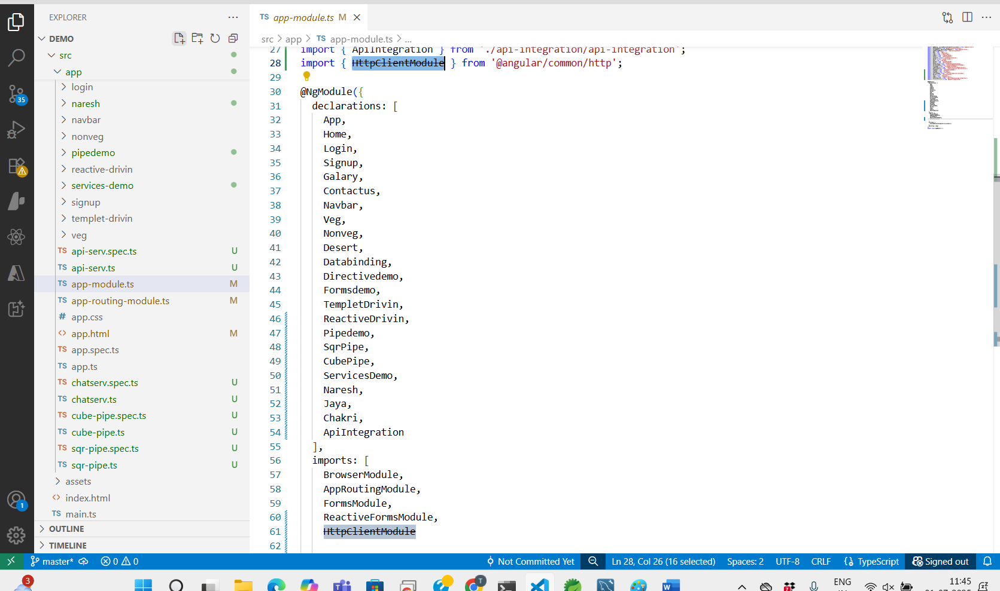 EXPLORER
DEMO
src
app
login
naresh
navbar
nonveg
pipedemo
reactive-drivin
services-demo
signup
templet-drivin
veg
TS api-serv.spec.ts U
TS api-serv.ts U
TS app-module.ts M
TS app-routing-module.ts M
# app.css
<> app.html M
TS app.spec.ts
TS app.ts
TS chatserv.spec.ts U
TS chatserv.ts U
TS cube-pipe.spec.ts U
TS cube-pipe.ts U
TS sqr-pipe.spec.ts U
TS sqr-pipe.ts U
assets
<> index.html
TS main.ts
OUTLINE
TIMELINE
35
1
TS app-module.ts M
src > app > TS app-module.ts > ...
27 import { ApiIntegration } from './api-integration/api-integration';
28 import { HttpClientModule } from '@angular/common/http';
29
30 @NgModule({
31 declarations: [
32 App,
33 Home,
34 Login,
35 Signup,
36 Galary,
37 Contactus,
38 Navbar,
39 Veg,
40 Nonveg,
41 Desert,
42 Databinding,
43 Directivedemo,
44 Formsdemo,
45 TempletDrivin,
46 ReactiveDrivin,
47 Pipedemo,
48 SqrPipe,
49 CubePipe,
50 ServicesDemo,
51 Naresh,
52 Jaya,
53 Chakri,
54 ApiIntegration
55 ],
56 imports: [
57 BrowserModule,
58 AppRoutingModule,
59 FormsModule,
60 ReactiveFormsModule,
61 HttpClientModule
62
master* 0 0 Not Committed Yet Ln 28, Col 26 (16 selected) Spaces: 2 UTF-8 CRLF {} TypeScript Signed out
3
T
W
7
ENG
11:45